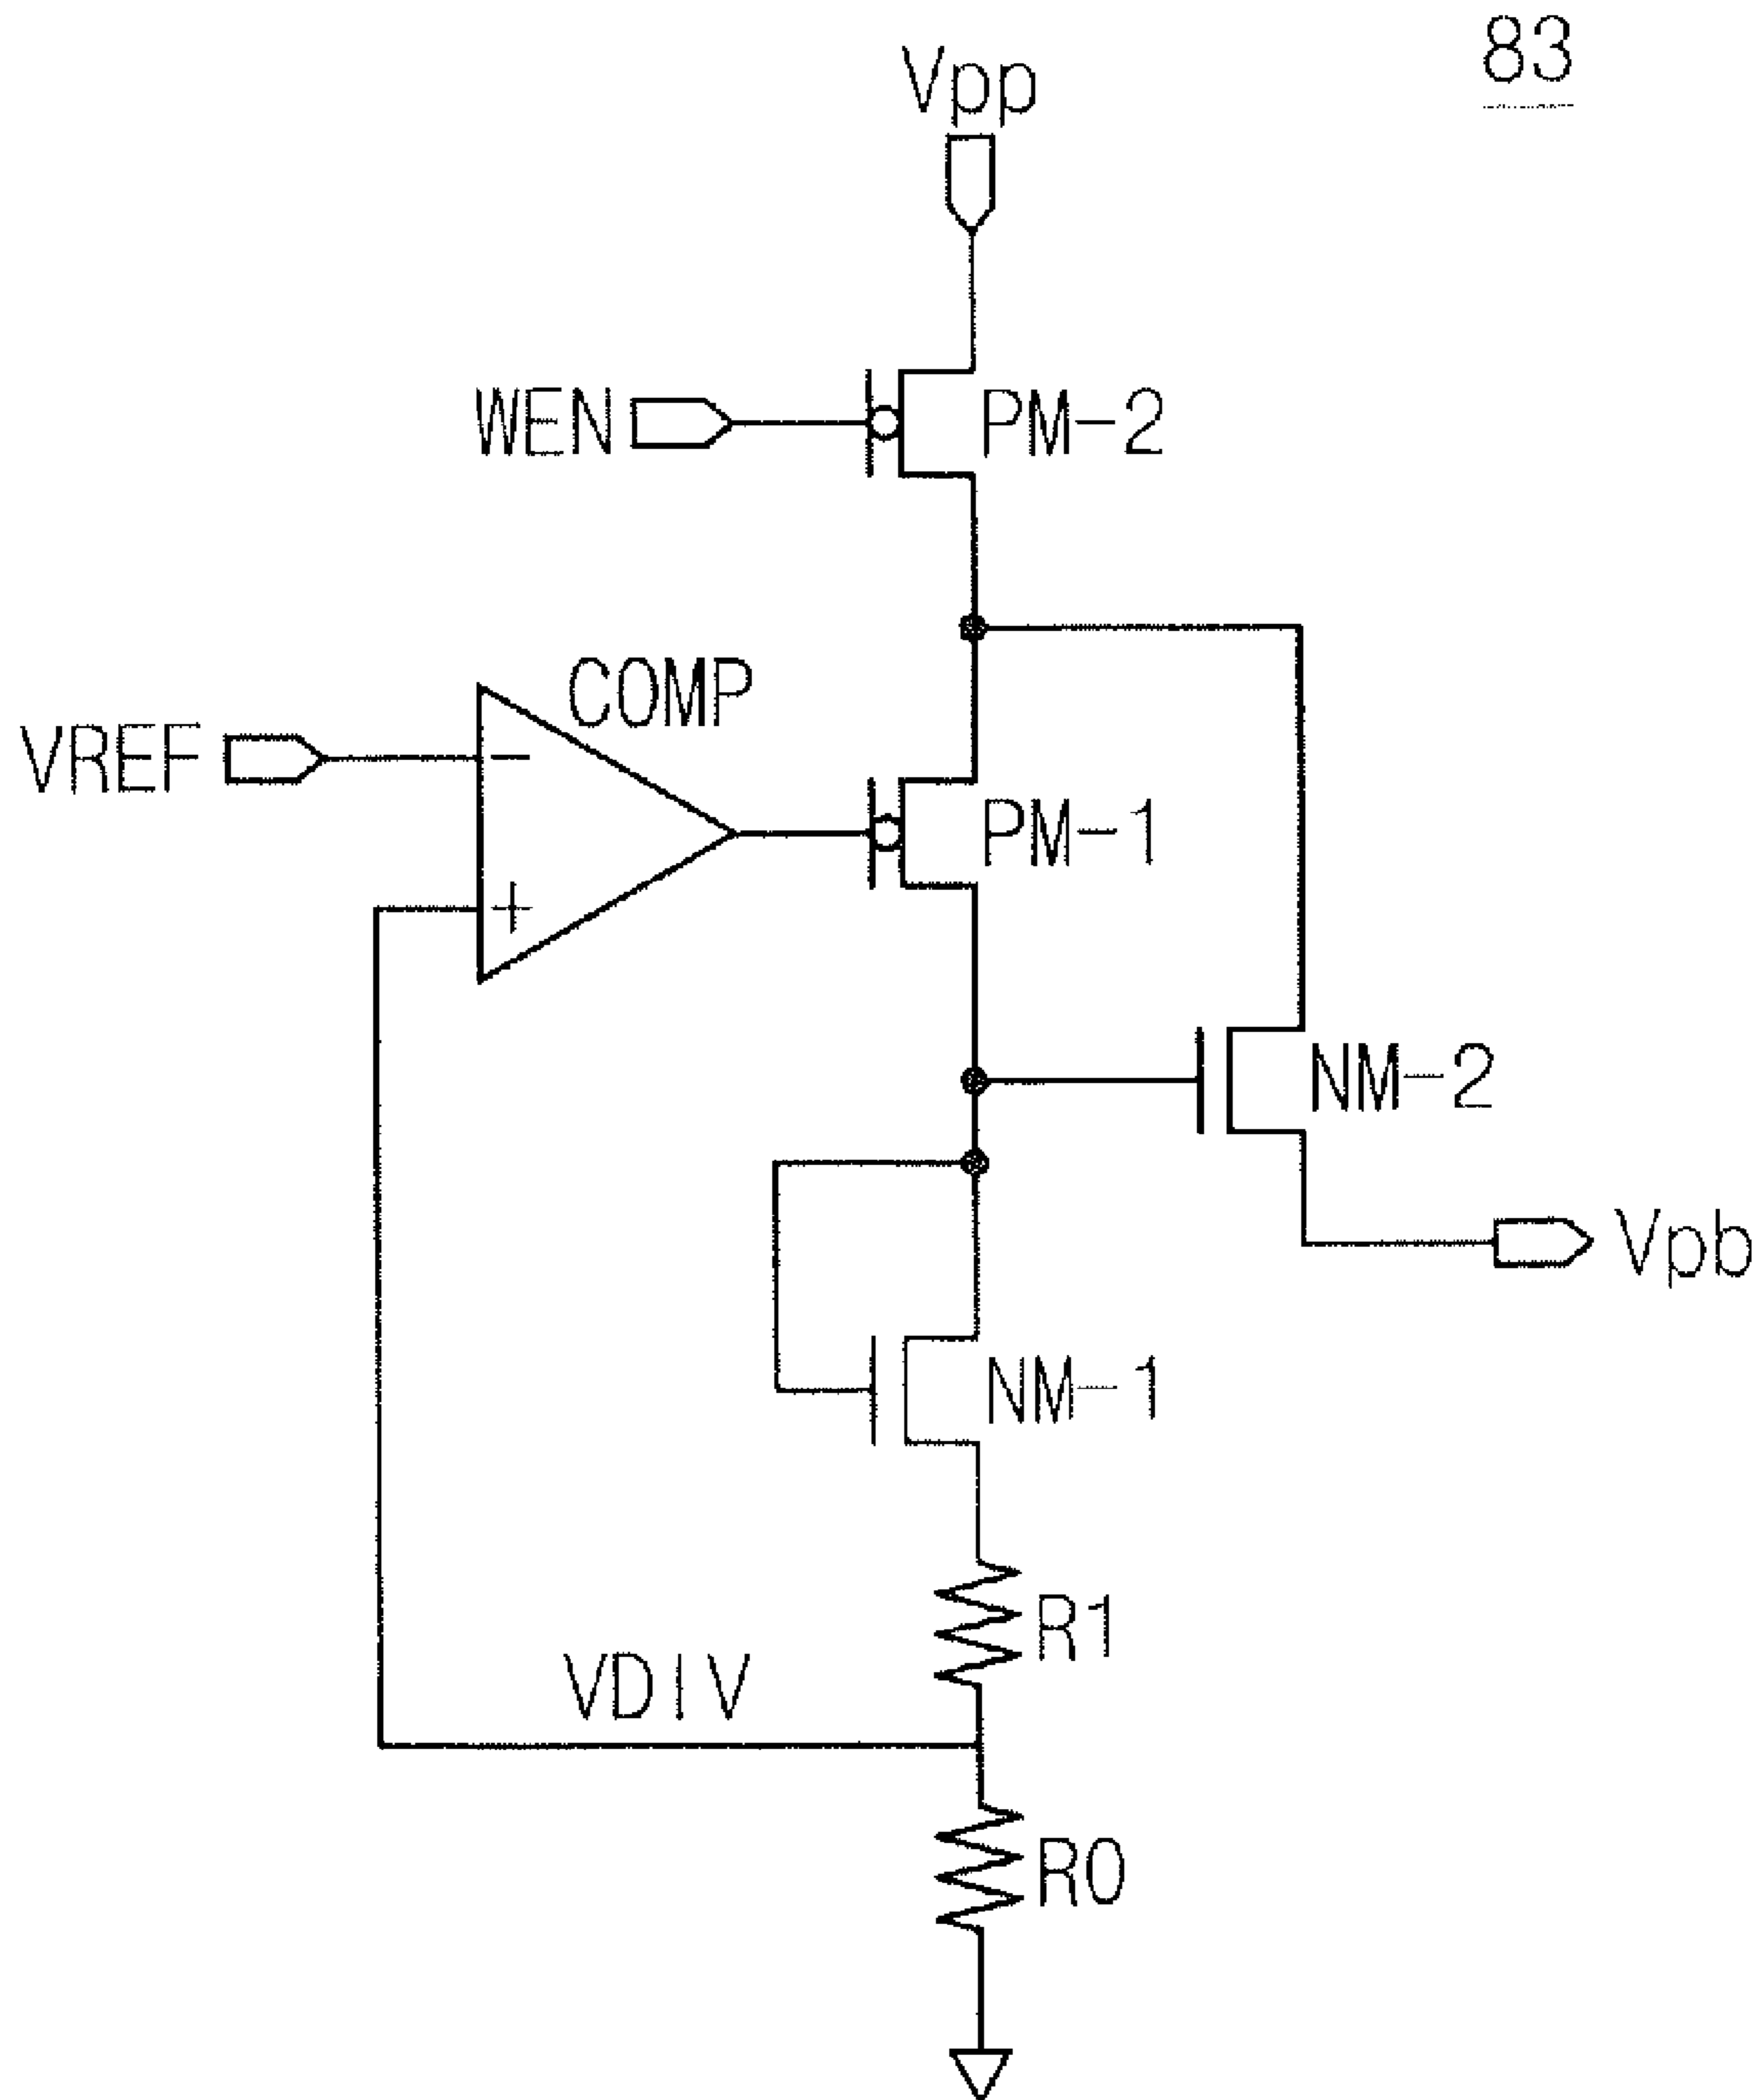 83
Vpp
WEN
PM-2
COMP
VREF
-
PM-1
+
NM-2
Vpb
NM-1
R1
VDIV
R0